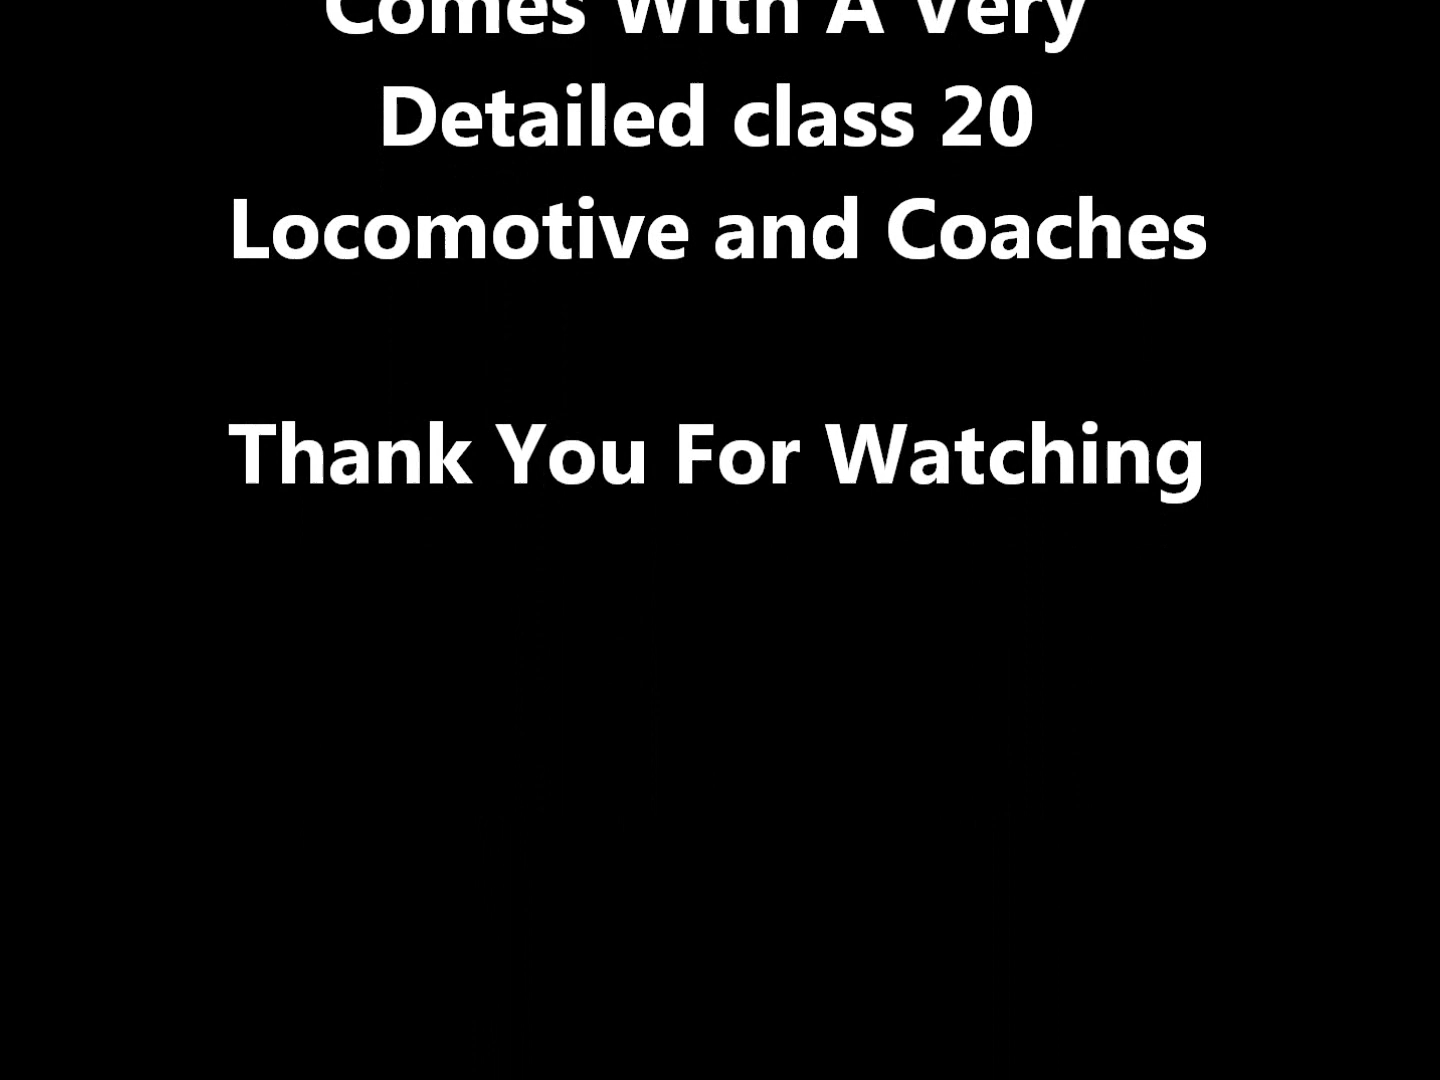 Comes With A Very
Detailed class 20
Locomotive and Coaches
Thank You For Watching